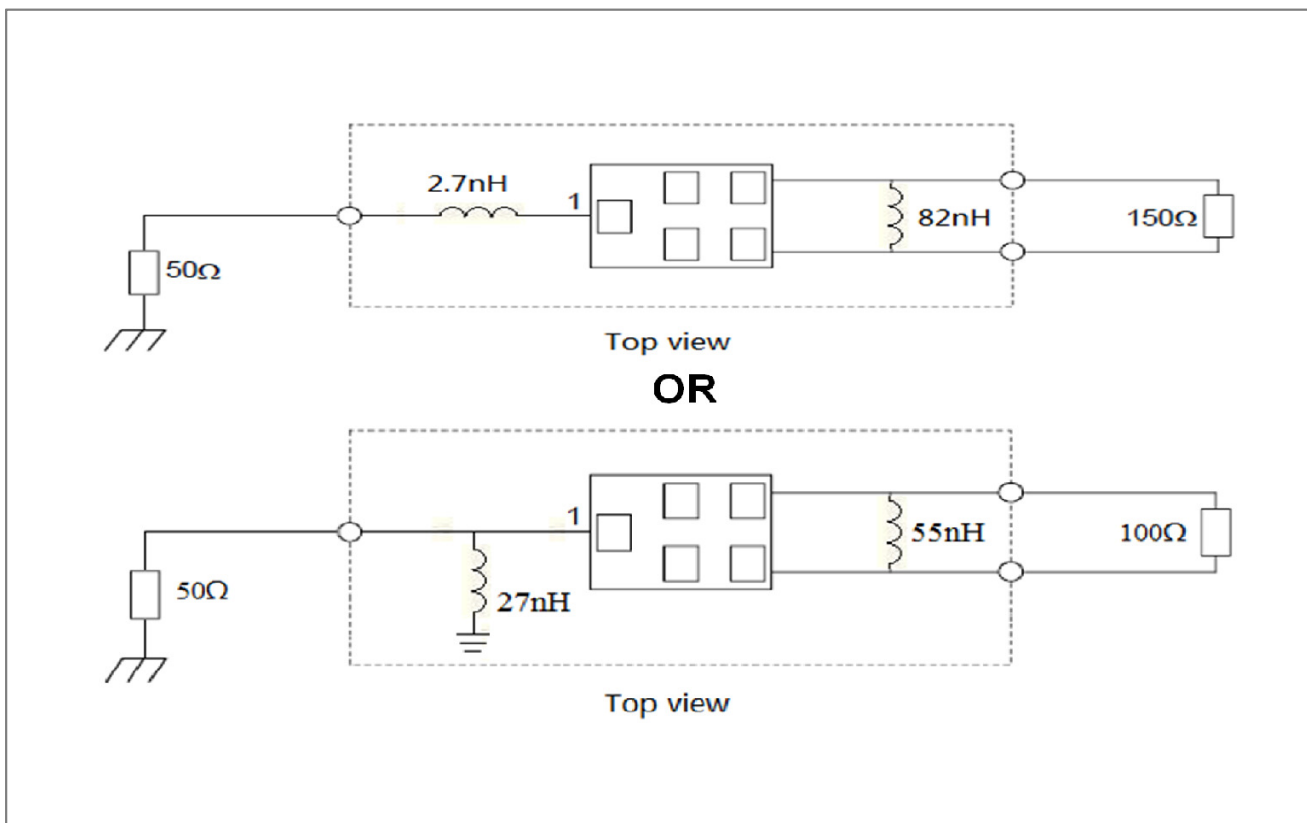 2.7nH
1
50Ω
82nH
150Ω
Top view
OR
1
50Ω
27nH
55nH
100Ω
Top view